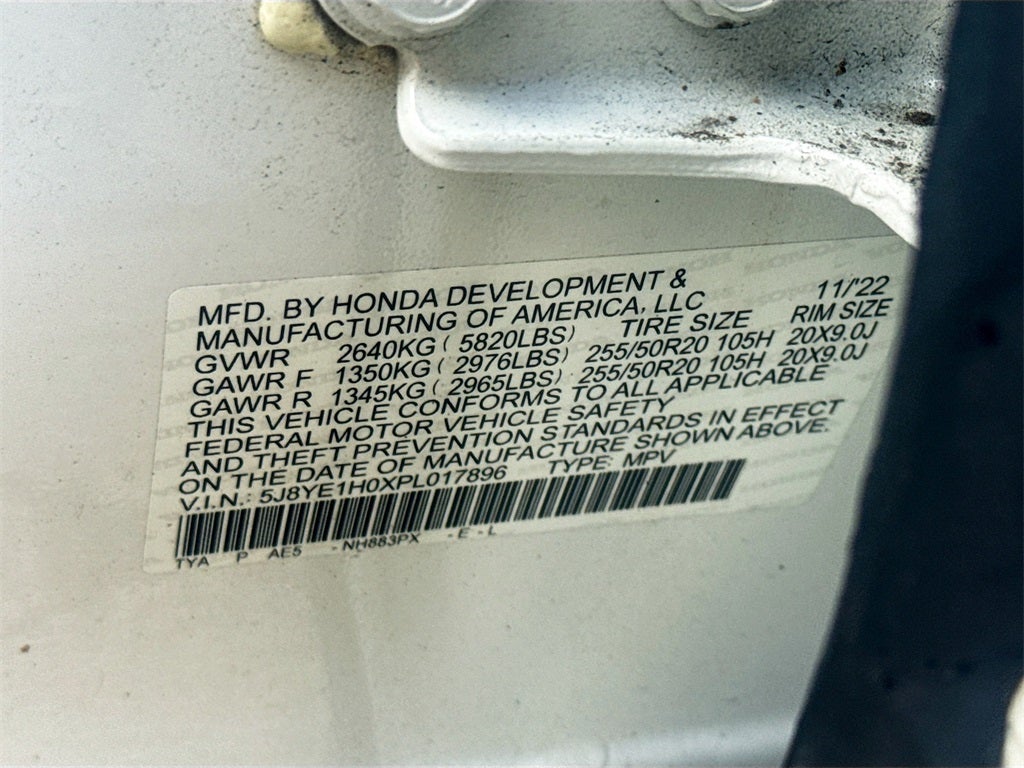 MFD. BY HONDA DEVELOPMENT & 11/'22
MANUFACTURING OF AMERICA, LLC
GVWR 2640KG ( 5820LBS) TIRE SIZE RIM SIZE
GAWR F 1350KG ( 2976LBS) 255/50R20 105H 20X9.0J
GAWR R 1345KG ( 2965LBS) 255/50R20 105H 20X9.0J
THIS VEHICLE CONFORMS TO ALL APPLICABLE
FEDERAL MOTOR VEHICLE SAFETY
AND THEFT PREVENTION STANDARDS IN EFFECT
ON THE DATE OF MANUFACTURE SHOWN ABOVE.
V.I.N.: 5J8YE1H0XPL017896 TYPE: MPV
TYA P AE5 - NH883PX - E - L